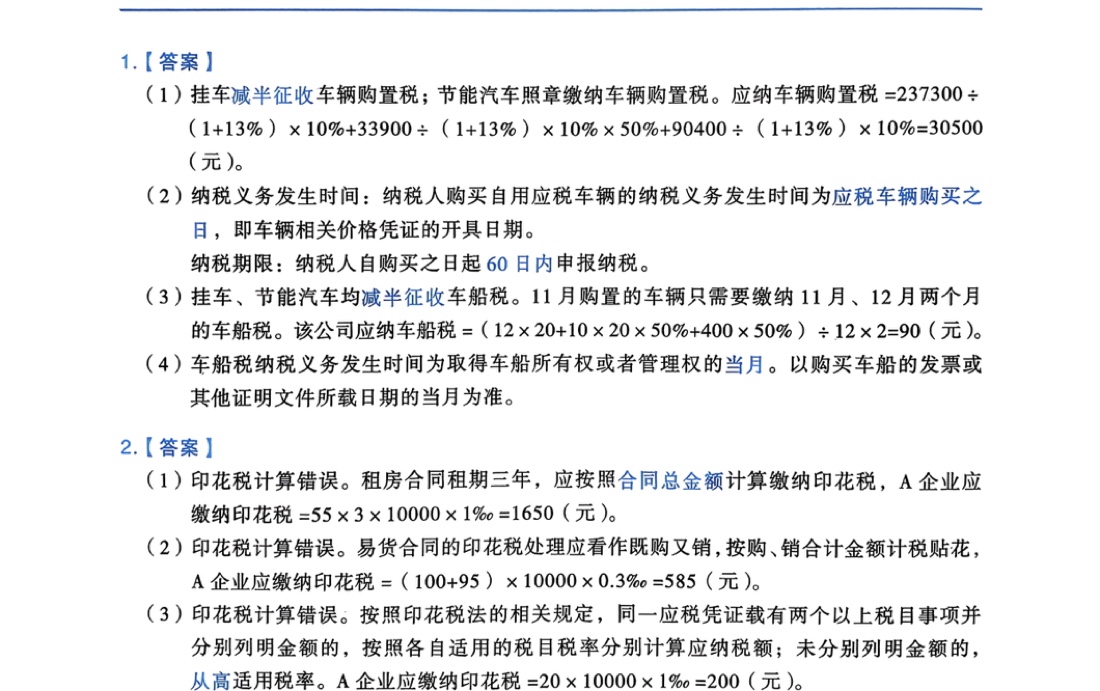 1.【答案】
（1）挂车减半征收车辆购置税；节能汽车照章缴纳车辆购置税。应纳车辆购置税 =237300÷
（1+13%）×10%+33900÷（1+13%）×10%×50%+90400÷（1+13%）×10%=30500
（元）。
（2）纳税义务发生时间：纳税人购买自用应税车辆的纳税义务发生时间为应税车辆购买之
日，即车辆相关价格凭证的开具日期。
纳税期限：纳税人自购买之日起 60 日内申报纳税。
（3）挂车、节能汽车均减半征收车船税。11 月购置的车辆只需要缴纳 11 月、12 月两个月
的车船税。该公司应纳车船税 =（12×20+10×20×50%+400×50%）÷12×2=90（元）。
（4）车船税纳税义务发生时间为取得车船所有权或者管理权的当月。以购买车船的发票或
其他证明文件所载日期的当月为准。
2.【答案】
（1）印花税计算错误。租房合同租期三年，应按照合同总金额计算缴纳印花税，A 企业应
缴纳印花税 =55×3×10000×1‰ =1650（元）。
（2）印花税计算错误。易货合同的印花税处理应看作既购又销，按购、销合计金额计税贴花，
A 企业应缴纳印花税 =（100+95）×10000×0.3‰ =585（元）。
（3）印花税计算错误。按照印花税法的相关规定，同一应税凭证载有两个以上税目事项并
分别列明金额的，按照各自适用的税目税率分别计算应纳税额；未分别列明金额的，
从高适用税率。A 企业应缴纳印花税 =20×10000×1‰ =200（元）。